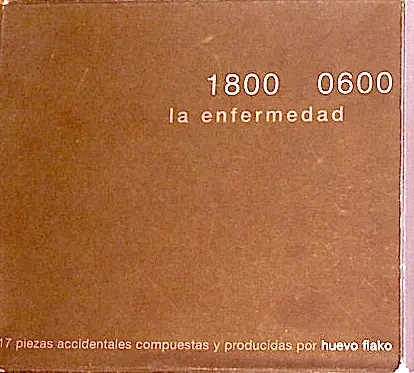 1800 0600
la enfermedad
17 piezas accidentales compuestas y producidas por huevo flako